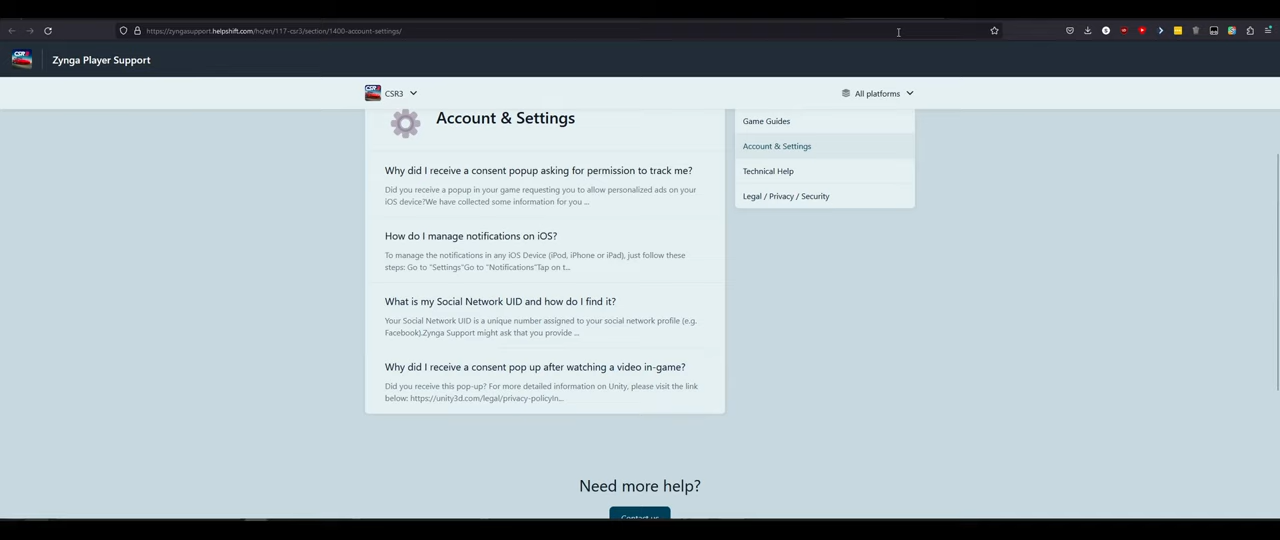 https://zyngasupport.helpshift.com/hc/en/117-csr3/section/1400-account-settings/
Zynga Player Support
CSR3
All platforms
Account & Settings
Why did I receive a consent popup asking for permission to track me?
Did you receive a popup in your game requesting you to allow personalized ads on your
iOS device?We have collected some information for you ...
How do I manage notifications on iOS?
To manage the notifications in any iOS Device (iPod, iPhone or iPad), just follow these
steps: Go to "Settings"Go to "Notifications"Tap on t...
What is my Social Network UID and how do I find it?
Your Social Network UID is a unique number assigned to your social network profile (e.g.
Facebook).Zynga Support might ask that you provide ...
Why did I receive a consent pop up after watching a video in-game?
Did you receive this pop-up? For more detailed information on Unity, please visit the link
below: https://unity3d.com/legal/privacy-policyIn...
Game Guides
Account & Settings
Technical Help
Legal / Privacy / Security
Need more help?
Contact us